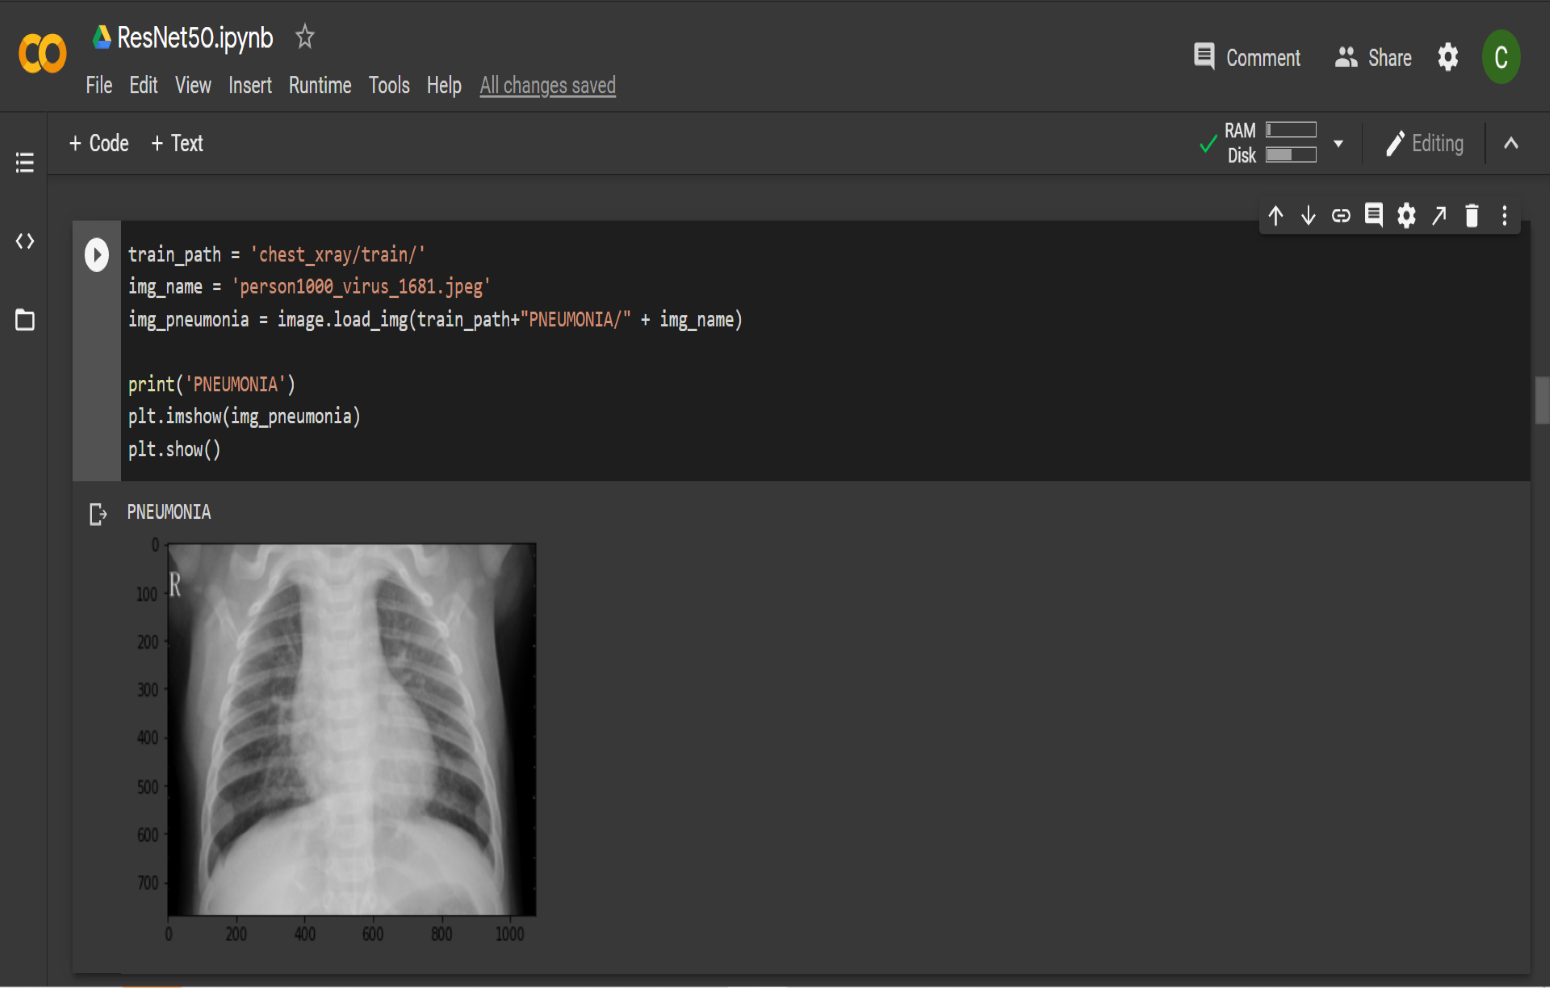 ResNet50.ipynb
Comment
Share
C
File Edit View Insert Runtime Tools Help All changes saved
+ Code + Text
RAM
Disk
Editing
train_path = 'chest_xray/train/'
img_name = 'person1000_virus_1681.jpeg'
img_pneumonia = image.load_img(train_path+"PNEUMONIA/" + img_name)
print('PNEUMONIA')
plt.imshow(img_pneumonia)
plt.show()
PNEUMONIA
0
R
100
200
300
400
500
600
700
0 200 400 600 800 1000